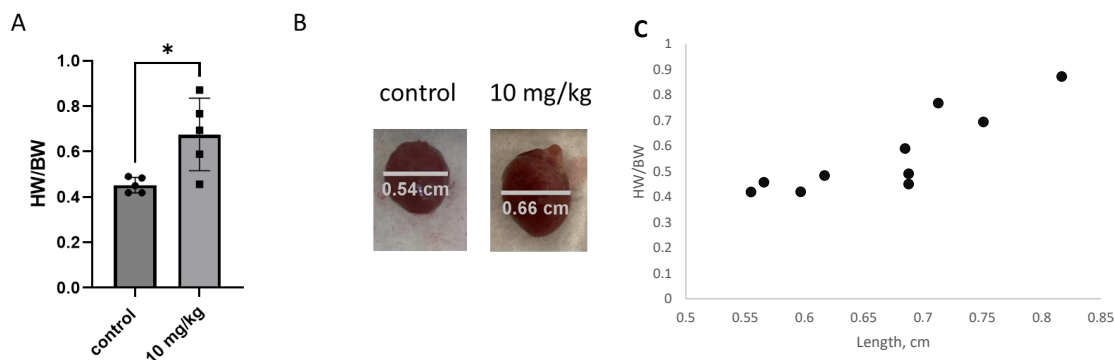 A
*
1.0
0.8
0.6
0.4
0.2
0.0
HW/BW
control
10 mg/kg
B
control 10 mg/kg
0.54 cm
0.66 cm
C
1
0.9
0.8
0.7
0.6
0.5
0.4
0.3
0.2
0.1
0
HW/BW
0.5 0.55 0.6 0.65 0.7 0.75 0.8 0.85
Length, cm